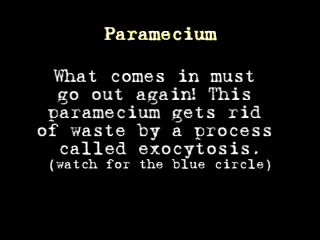 Paramecium
What comes in must
go out again! This
paramecium gets rid
of waste by a process
called exocytosis.
(watch for the blue circle)